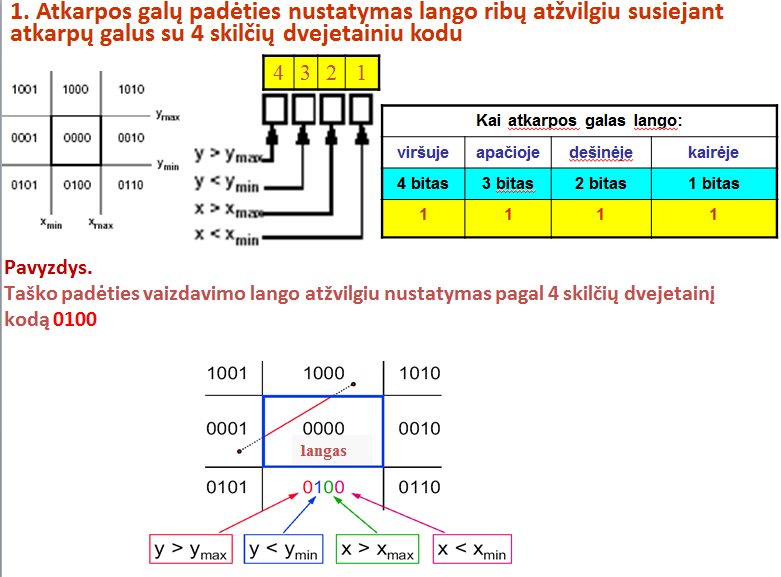 1. Atkarpos galų padėties nustatymas lango ribų atžvilgiu susiejant
atkarpų galus su 4 skilčių dvejetainiu kodu
1001 1000 1010
ymax
0001 0000 0010
ymin
0101 0100 0110
xmin xmax
4 3 2 1
y > ymax
y < ymin
x > xmax
x < xmin
Kai atkarpos galas lango:
viršuje apačioje dešinėje kairėje
4 bitas 3 bitas 2 bitas 1 bitas
1 1 1 1
Pavyzdys.
Taško padėties vaizdavimo lango atžvilgiu nustatymas pagal 4 skilčių dvejetainį
kodą 0100
1001 1000 1010
0001 0000 0010
langas
0101 0100 0110
y > ymax y < ymin x > xmax x < xmin